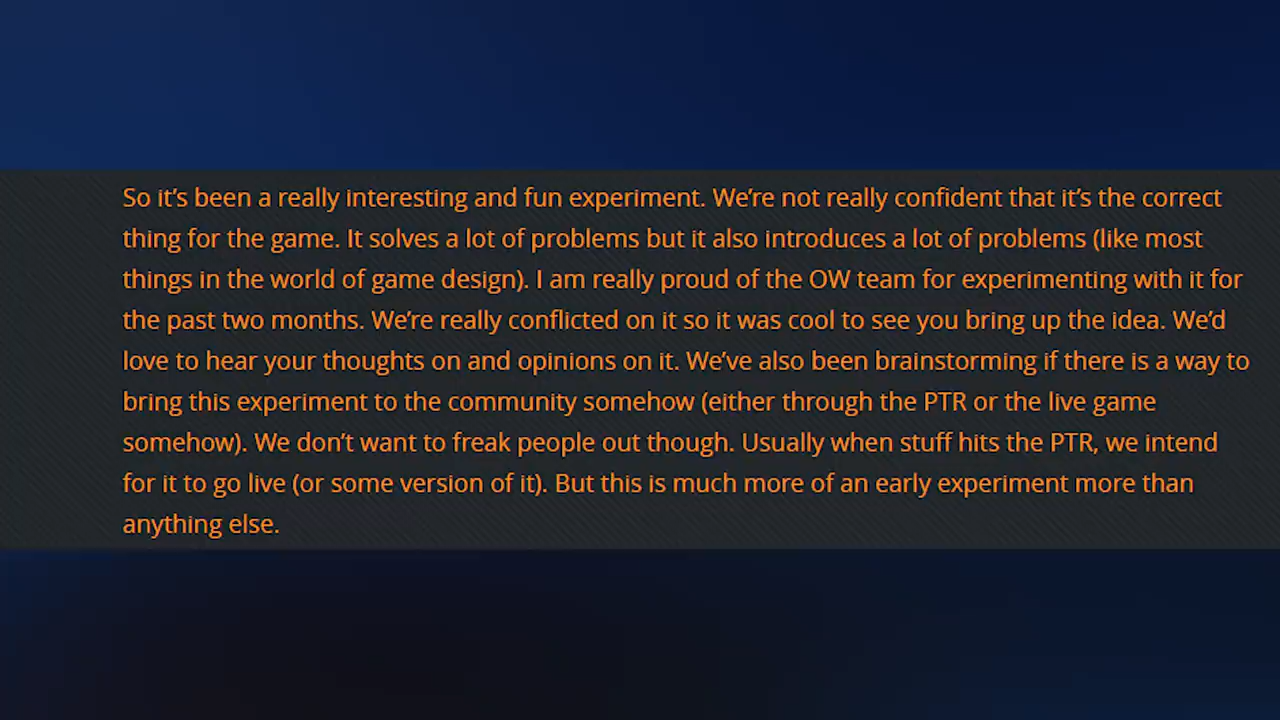 So it’s been a really interesting and fun experiment. We’re not really confident that it’s the correct
thing for the game. It solves a lot of problems but it also introduces a lot of problems (like most
things in the world of game design). I am really proud of the OW team for experimenting with it for
the past two months. We’re really conflicted on it so it was cool to see you bring up the idea. We’d
love to hear your thoughts on and opinions on it. We’ve also been brainstorming if there is a way to
bring this experiment to the community somehow (either through the PTR or the live game
somehow). We don’t want to freak people out though. Usually when stuff hits the PTR, we intend
for it to go live (or some version of it). But this is much more of an early experiment more than
anything else.